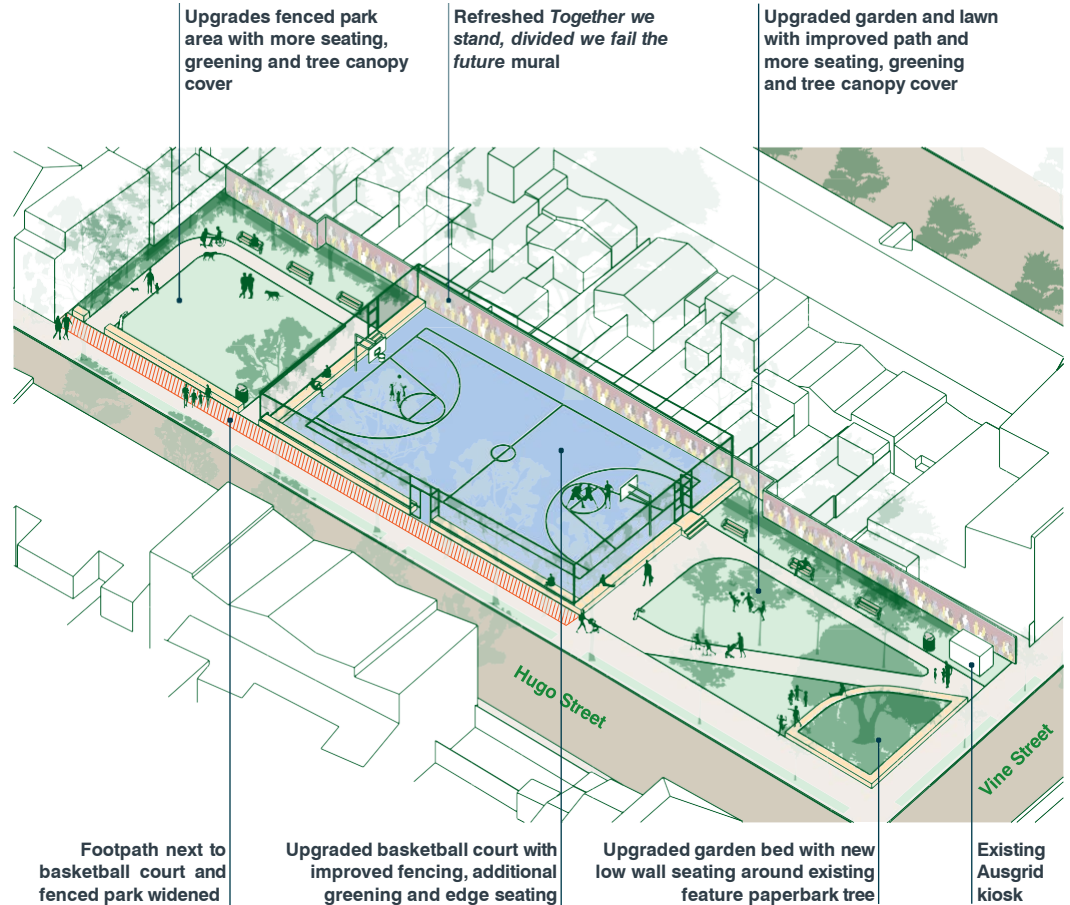 Upgrades fenced park
area with more seating,
greening and tree canopy
cover
Refreshed Together we
stand, divided we fail the
future mural
Upgraded garden and lawn
with improved path and
more seating, greening
and tree canopy cover
Hugo Street
Vine Street
Footpath next to
basketball court and
fenced park widened
Upgraded basketball court with
improved fencing, additional
greening and edge seating
Upgraded garden bed with new
low wall seating around existing
feature paperbark tree
Existing
Ausgrid
kiosk